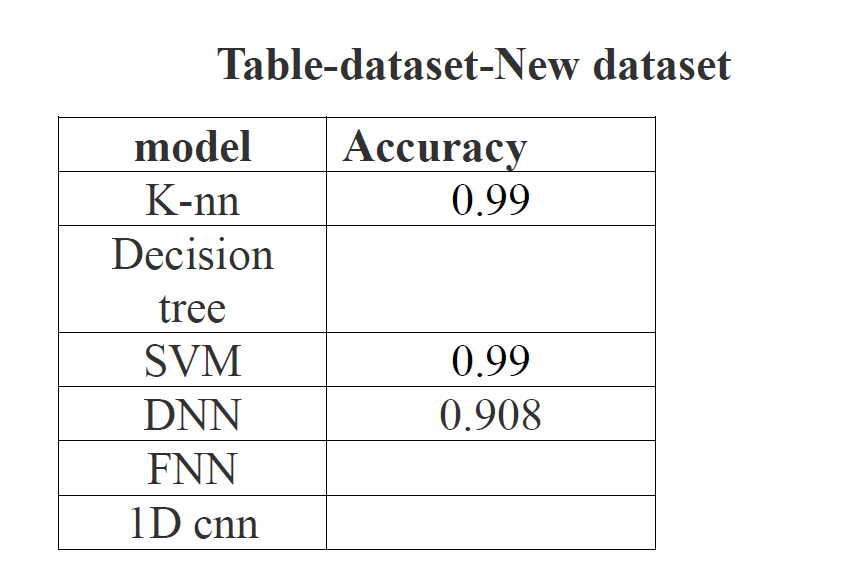 Table-dataset-New dataset
model Accuracy
K-nn 0.99
Decision
tree
SVM 0.99
DNN 0.908
FNN
1D cnn